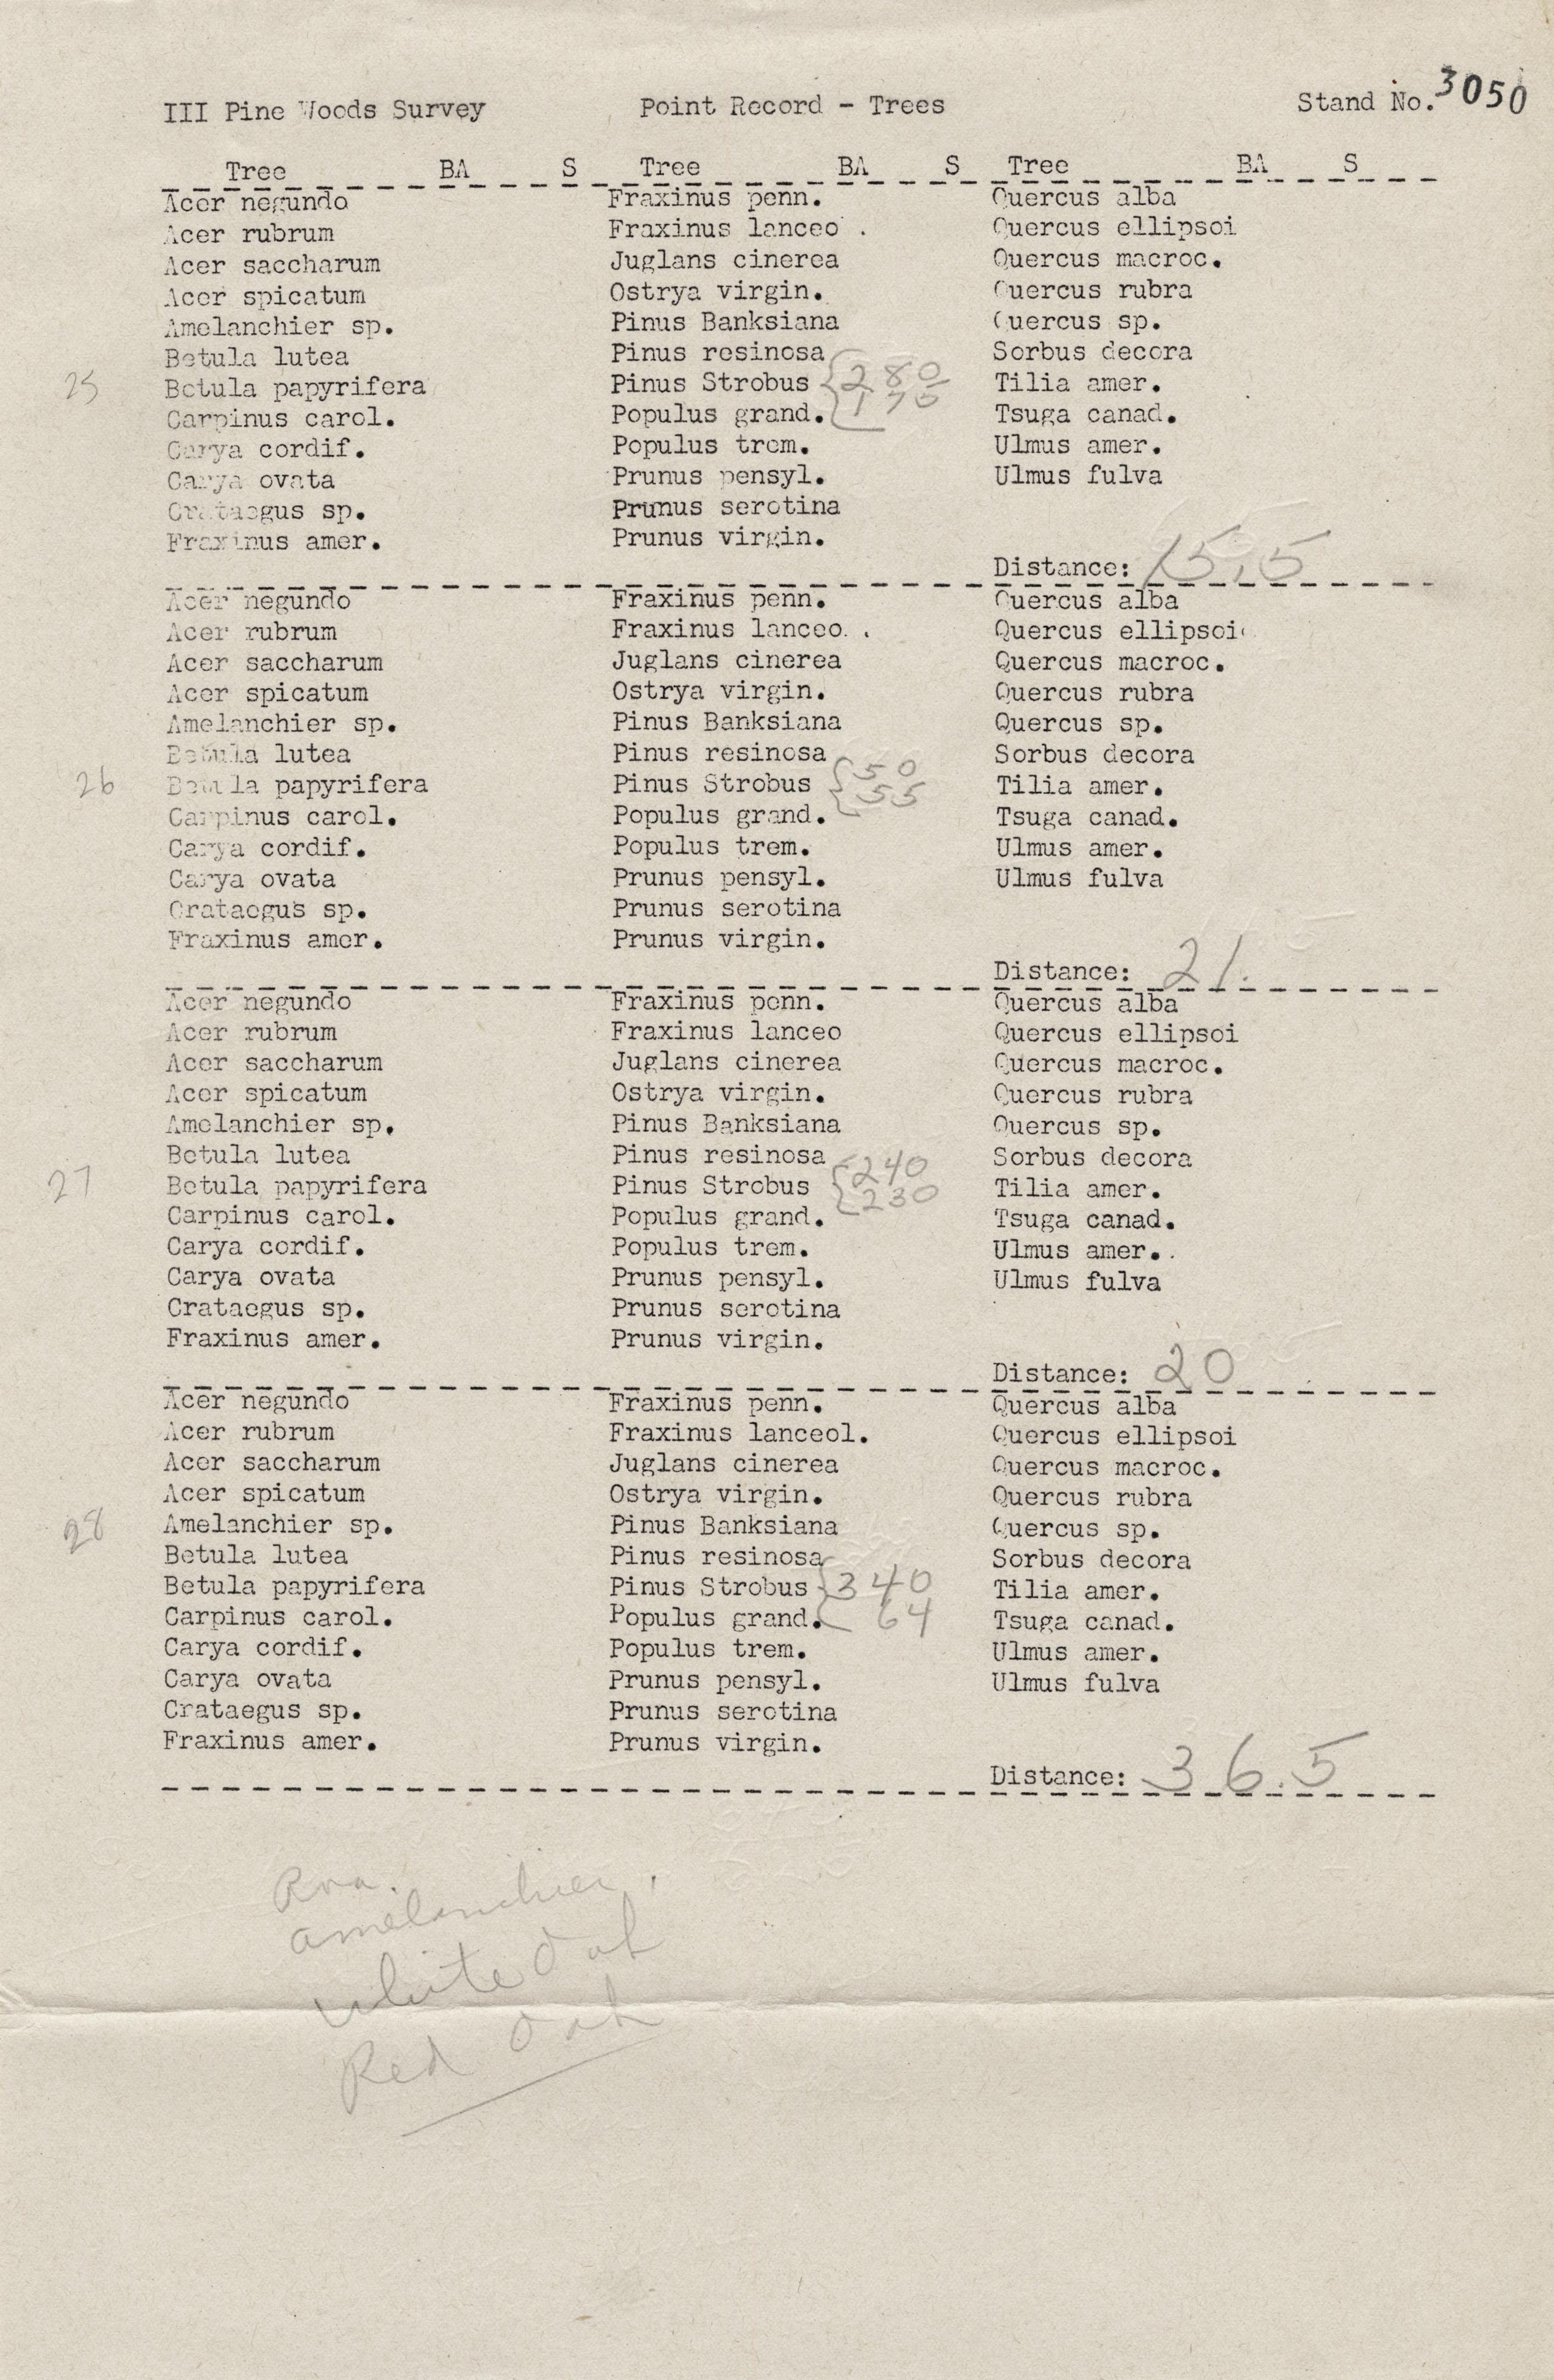 III Pine Woods Survey Point Record - Trees Stand No. 3050
Tree BA S Tree BA S Tree BA S
Acer negundo Fraxinus penn. Quercus alba
Acer rubrum Fraxinus lanceo . Quercus ellipsoi
Acer saccharum Juglans cinerea Quercus macroc.
Acer spicatum Ostrya virgin. Quercus rubra
Amelanchier sp. Pinus Banksiana Quercus sp.
Betula lutea Pinus resinosa Sorbus decora
25 Betula papyrifera Pinus Strobus 280 Tilia amer.
Carpinus carol. Populus grand. 170 Tsuga canad.
Carya cordif. Populus trem. Ulmus amer.
Carya ovata Prunus pensyl. Ulmus fulva
Crataegus sp. Prunus serotina
Fraxinus amer. Prunus virgin.
Distance: 15.5
Acer negundo Fraxinus penn. Quercus alba
Acer rubrum Fraxinus lanceo. . Quercus ellipsoi
Acer saccharum Juglans cinerea Quercus macroc.
Acer spicatum Ostrya virgin. Quercus rubra
Amelanchier sp. Pinus Banksiana Quercus sp.
Betula lutea Pinus resinosa Sorbus decora
26 Betula papyrifera Pinus Strobus 50 55 Tilia amer.
Carpinus carol. Populus grand. Tsuga canad.
Carya cordif. Populus trem. Ulmus amer.
Carya ovata Prunus pensyl. Ulmus fulva
Crataegus sp. Prunus serotina
Fraxinus amer. Prunus virgin.
Distance: 21.
Acer negundo Fraxinus penn. Quercus alba
Acer rubrum Fraxinus lanceo Quercus ellipsoi
Acer saccharum Juglans cinerea Quercus macroc.
Acer spicatum Ostrya virgin. Quercus rubra
Amelanchier sp. Pinus Banksiana Quercus sp.
Betula lutea Pinus resinosa Sorbus decora
27 Betula papyrifera Pinus Strobus 240 230 Tilia amer.
Carpinus carol. Populus grand. Tsuga canad.
Carya cordif. Populus trem. Ulmus amer. .
Carya ovata Prunus pensyl. Ulmus fulva
Crataegus sp. Prunus serotina
Fraxinus amer. Prunus virgin.
Distance: 20
Acer negundo Fraxinus penn. Quercus alba
Acer rubrum Fraxinus lanceol. Quercus ellipsoi
Acer saccharum Juglans cinerea Quercus macroc.
Acer spicatum Ostrya virgin. Quercus rubra
28 Amelanchier sp. Pinus Banksiana Quercus sp.
Betula lutea Pinus resinosa Sorbus decora
Betula papyrifera Pinus Strobus 340 Tilia amer.
Carpinus carol. Populus grand. 64 Tsuga canad.
Carya cordif. Populus trem. Ulmus amer.
Carya ovata Prunus pensyl. Ulmus fulva
Crataegus sp. Prunus serotina
Fraxinus amer. Prunus virgin.
Distance: 36.5
amelanchier
white Oak
Red Oak